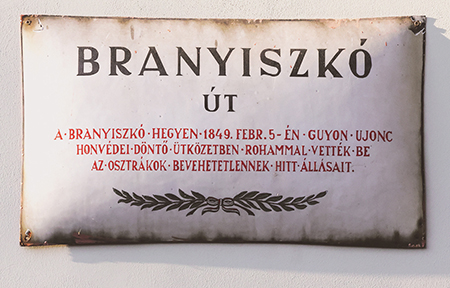 BRANYISZKÓ
ÚT
A·BRANYISZKÓ·HEGYEN·1849.FEBR.5-ÉN·GUYON·UJONC
HONVÉDEI·DÖNTŐ·ÜTKÖZETBEN·ROHAMMAL·VETTÉK·BE
AZ·OSZTRÁKOK·BEVEHETETLENNEK·HITT·ÁLLÁSAIT.